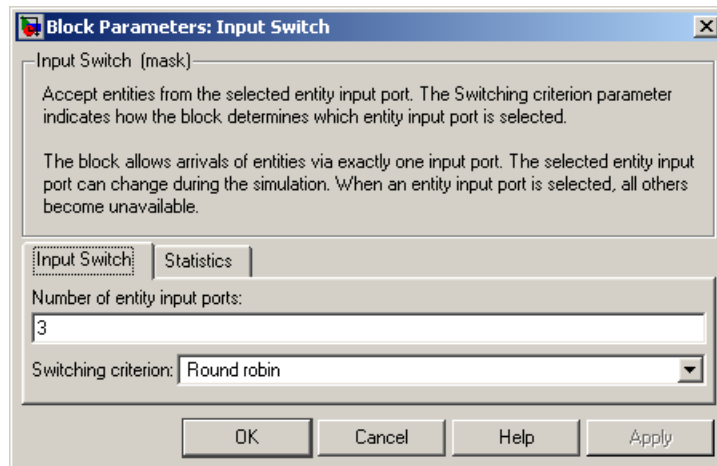 Block Parameters: Input Switch
Input Switch (mask)
Accept entities from the selected entity input port. The Switching criterion parameter
indicates how the block determines which entity input port is selected.
The block allows arrivals of entities via exactly one input port. The selected entity input
port can change during the simulation. When an entity input port is selected, all others
become unavailable.
Input Switch Statistics
Number of entity input ports:
3
Switching criterion: Round robin
OK Cancel Help Apply